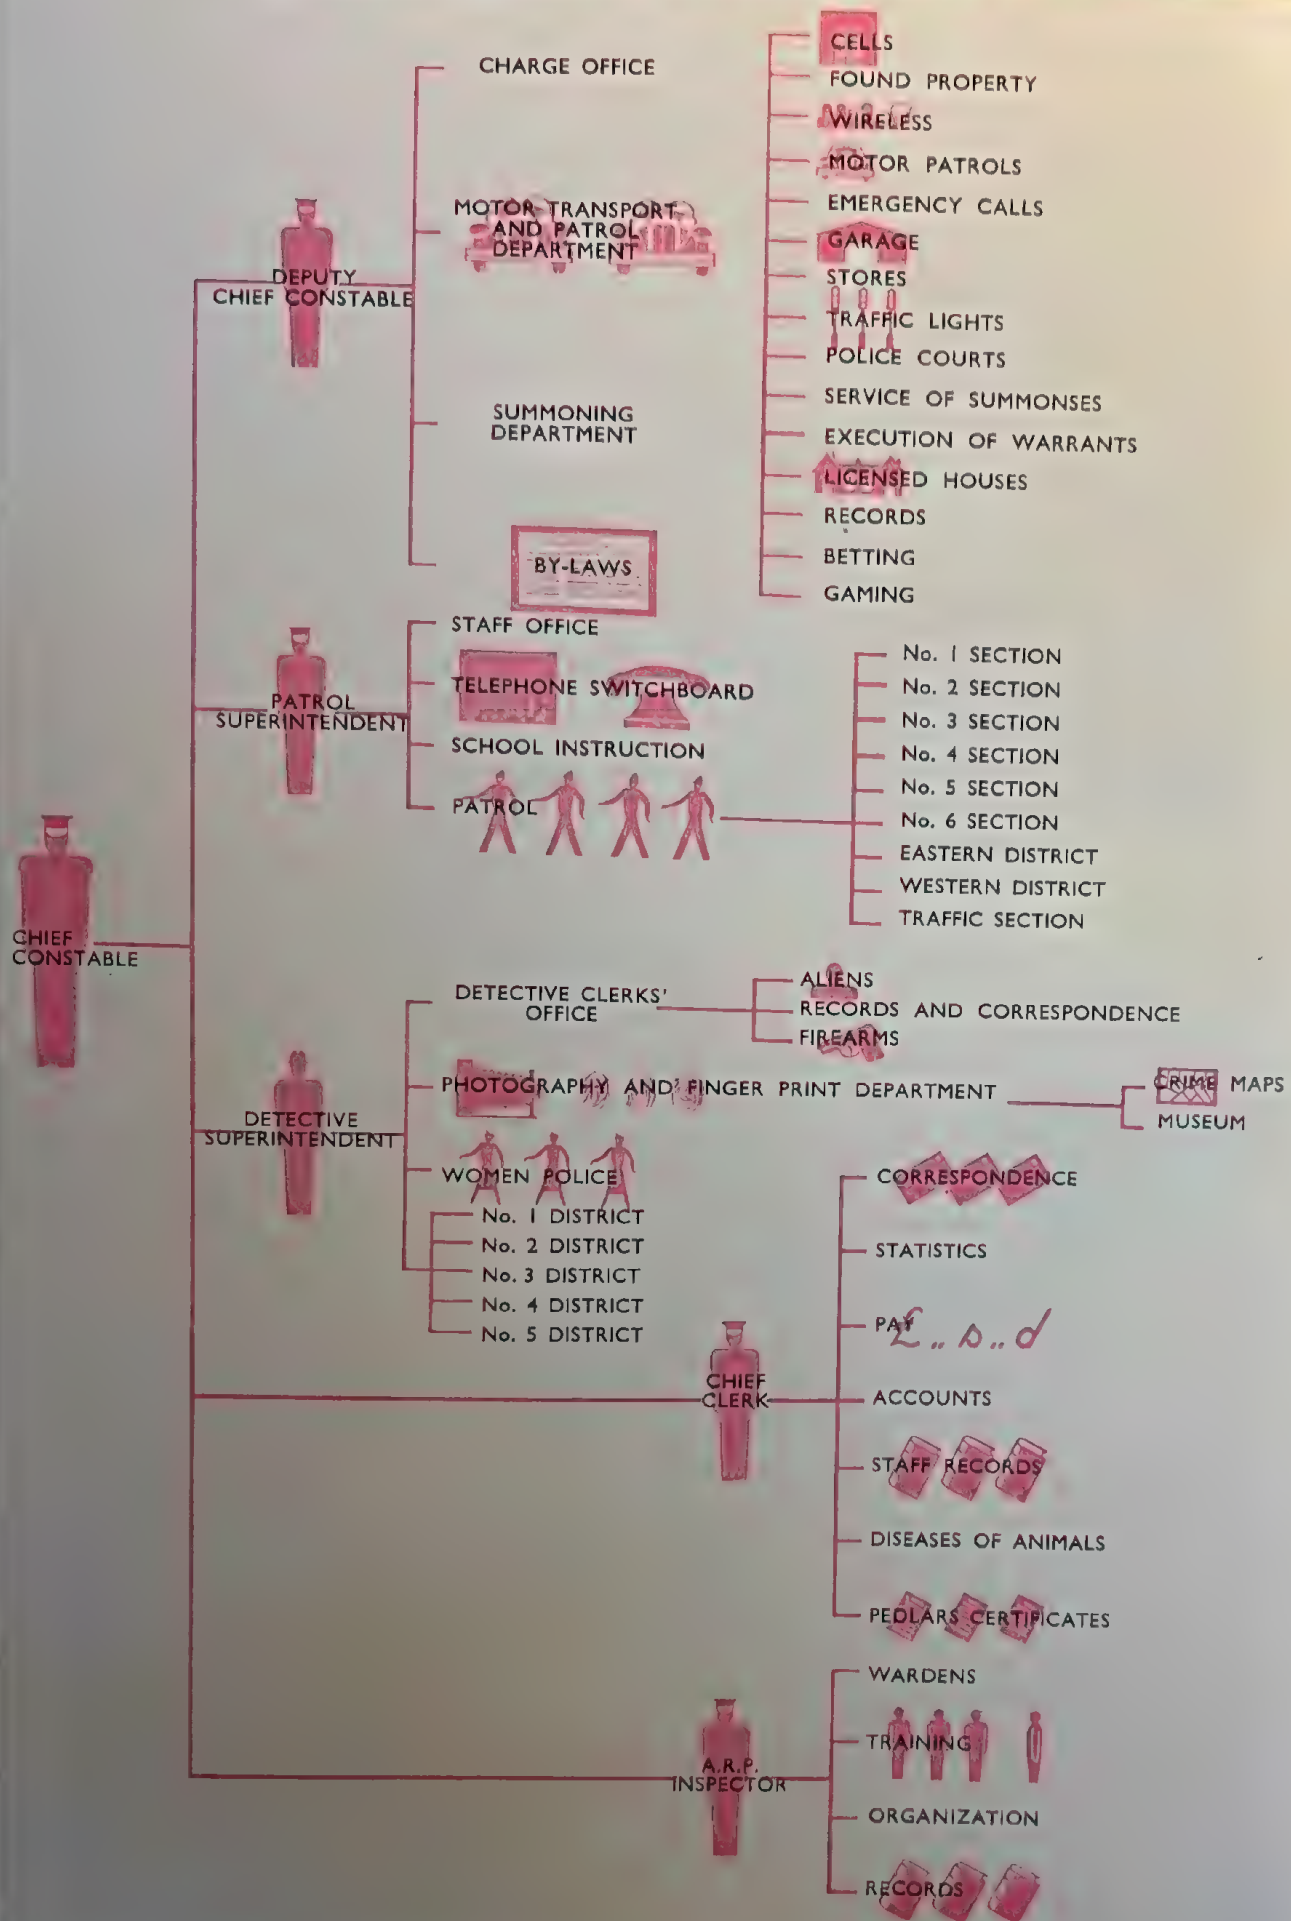 CHIEF
CONSTABLE
DEPUTY
CHIEF CONSTABLE
CHARGE OFFICE
MOTOR TRANSPORT
AND PATROL
DEPARTMENT
SUMMONING
DEPARTMENT
BY-LAWS
CELLS
FOUND PROPERTY
WIRELESS
MOTOR PATROLS
EMERGENCY CALLS
GARAGE
STORES
TRAFFIC LIGHTS
POLICE COURTS
SERVICE OF SUMMONSES
EXECUTION OF WARRANTS
LICENSED HOUSES
RECORDS
BETTING
GAMING
PATROL
SUPERINTENDENT
STAFF OFFICE
TELEPHONE SWITCHBOARD
SCHOOL INSTRUCTION
PATROL
No. 1 SECTION
No. 2 SECTION
No. 3 SECTION
No. 4 SECTION
No. 5 SECTION
No. 6 SECTION
EASTERN DISTRICT
WESTERN DISTRICT
TRAFFIC SECTION
DETECTIVE
SUPERINTENDENT
DETECTIVE CLERKS'
OFFICE
ALIENS
RECORDS AND CORRESPONDENCE
FIREARMS
PHOTOGRAPHY AND FINGER PRINT DEPARTMENT
CRIME MAPS
MUSEUM
WOMEN POLICE
No. 1 DISTRICT
No. 2 DISTRICT
No. 3 DISTRICT
No. 4 DISTRICT
No. 5 DISTRICT
CHIEF
CLERK
CORRESPONDENCE
STATISTICS
PAY £..s..d
ACCOUNTS
STAFF RECORDS
DISEASES OF ANIMALS
PEDLARS CERTIFICATES
A.R.P.
INSPECTOR
WARDENS
TRAINING
ORGANIZATION
RECORDS